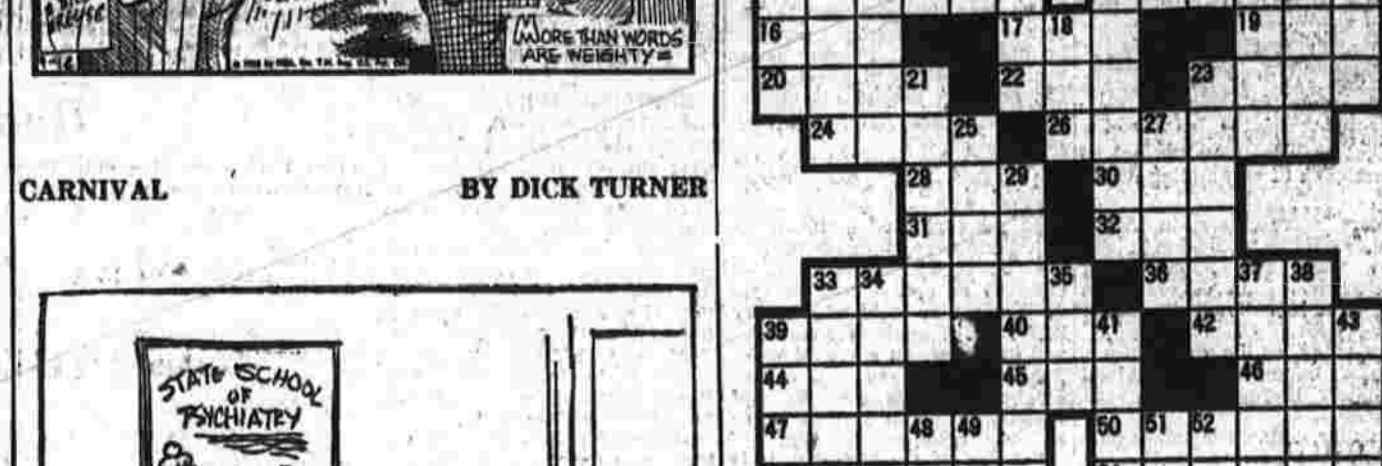 MORE THAN WORDS
ARE WEIGHTY=
CARNIVAL BY DICK TURNER
STATE SCHOOL
OF
PSYCHIATRY
16 17 18 19
20 21 22 23
24 25 26 27
28 29 30
31 32
33 34 35 36 37 38
39 40 41 42 43
44 45 46
47 48 49 50 51 52